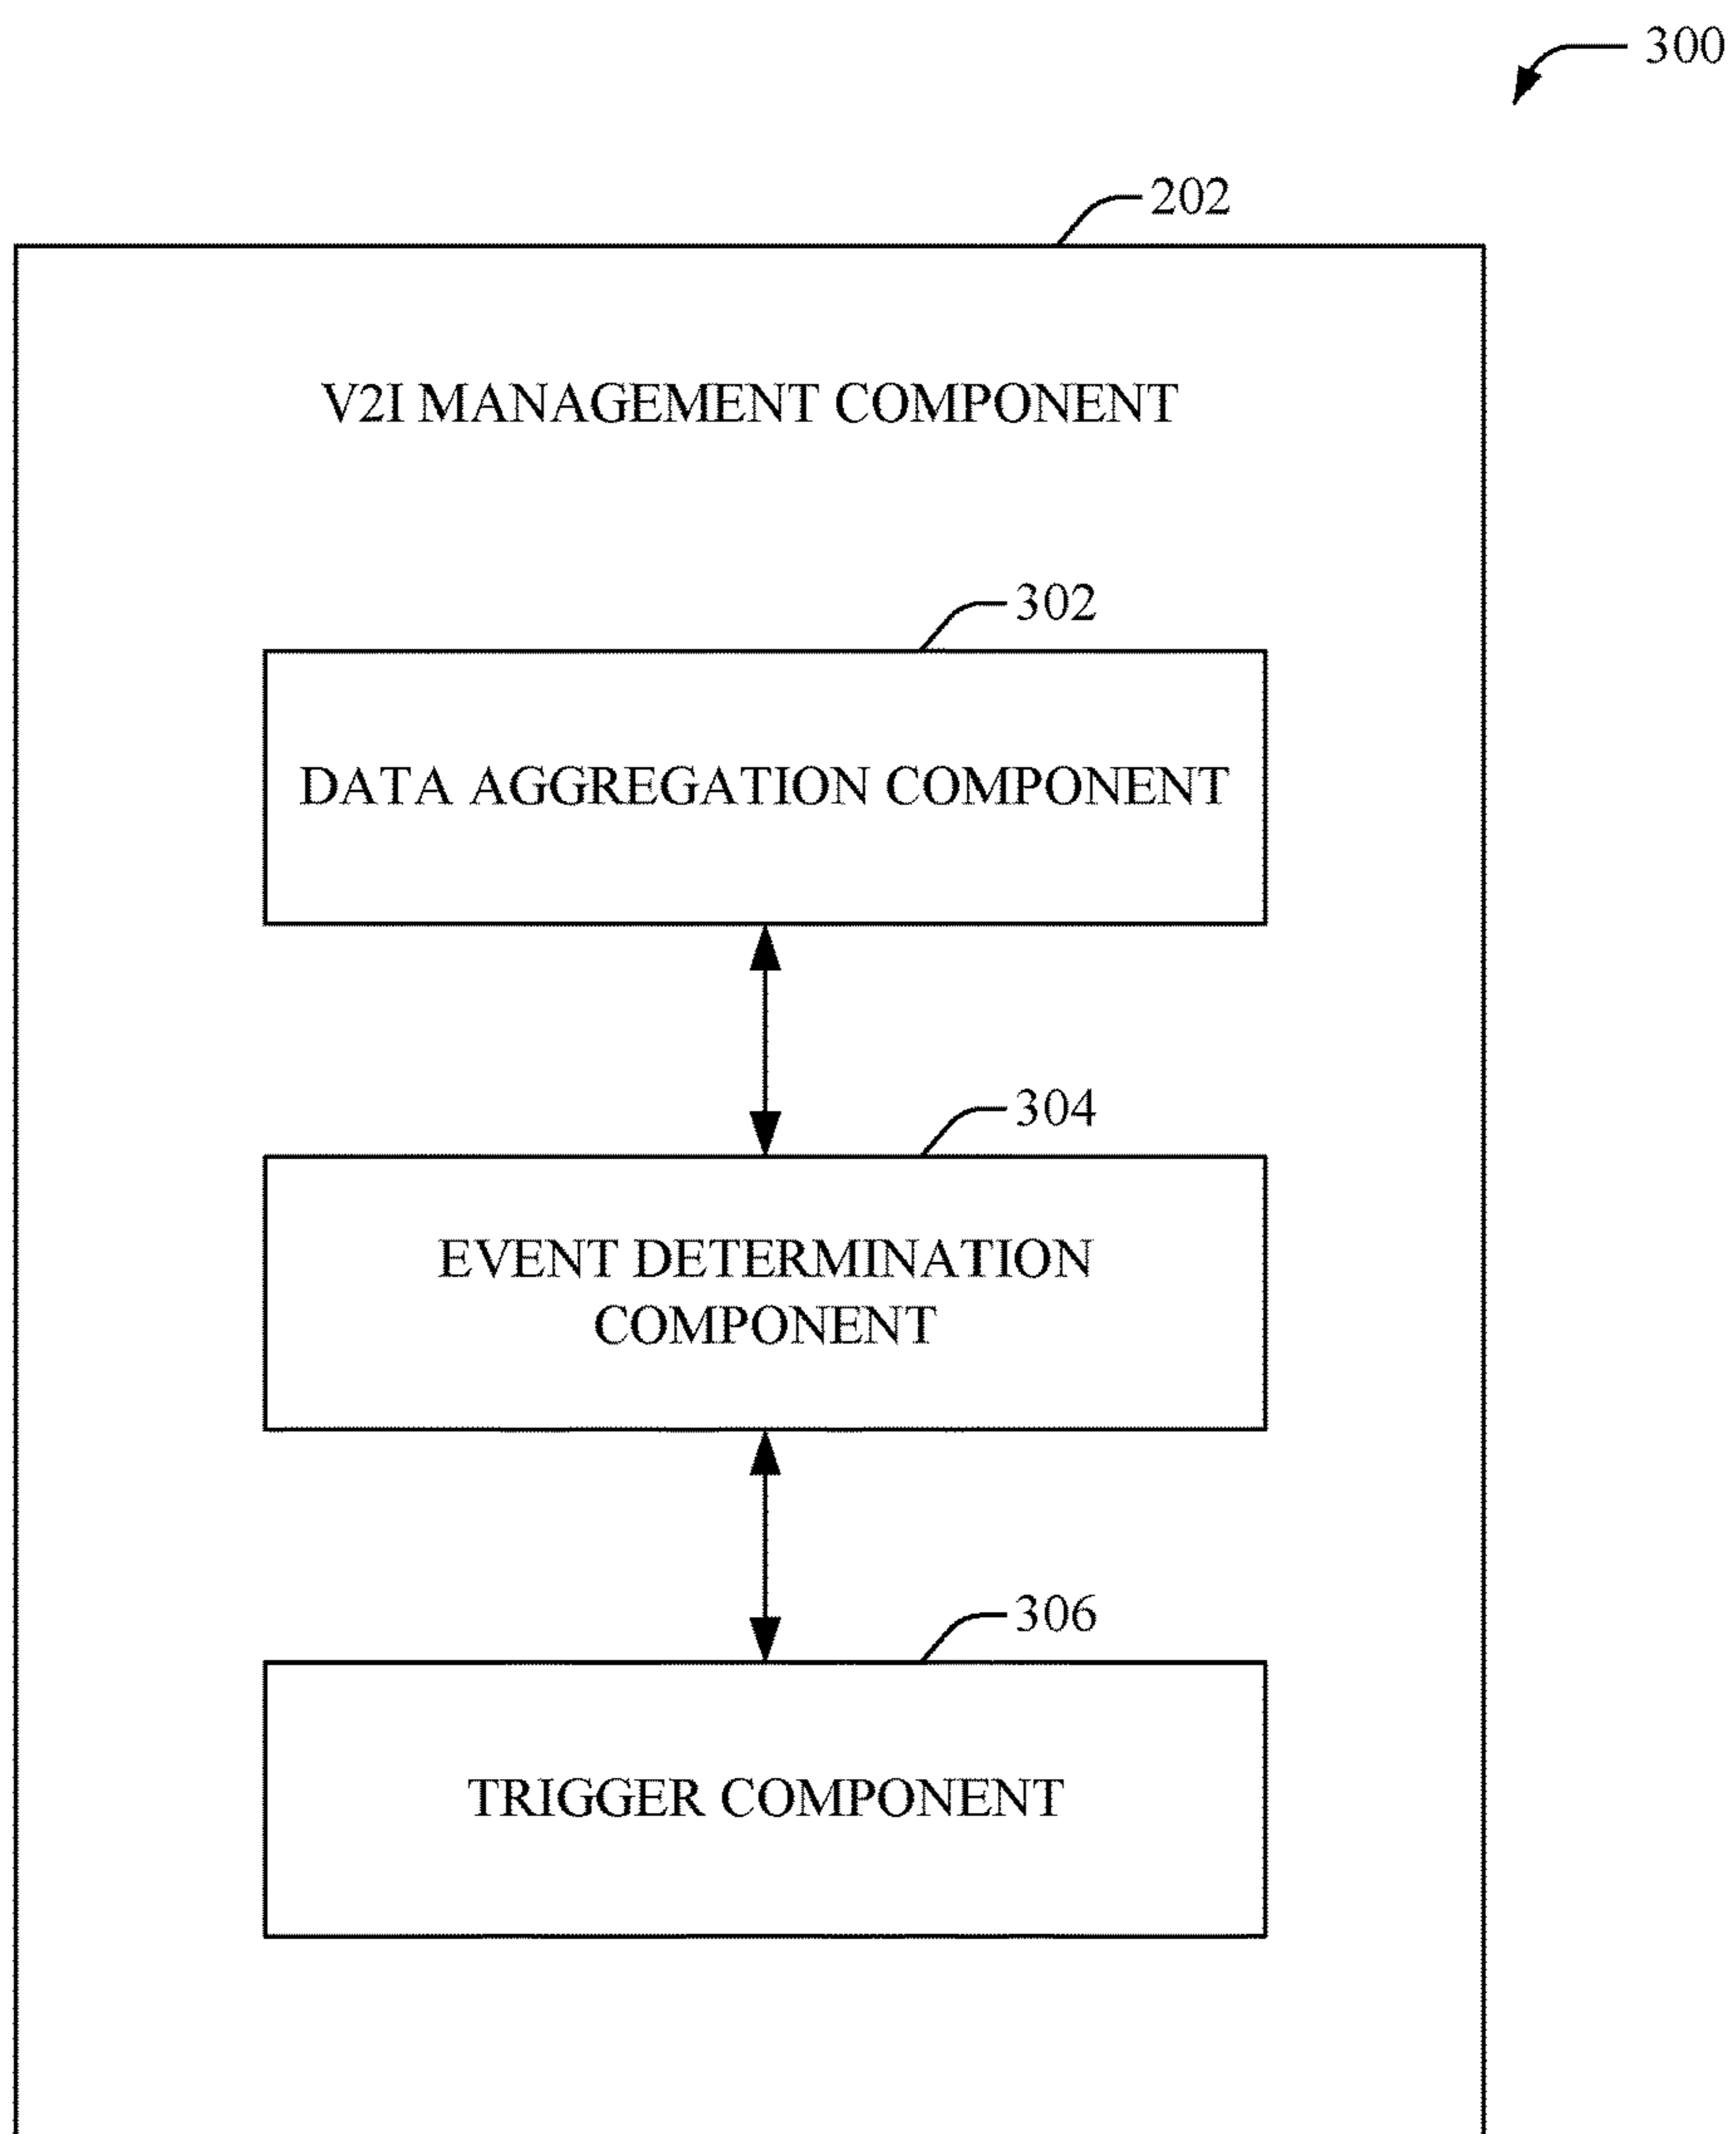 300
202
V2I MANAGEMENT COMPONENT
302
DATA AGGREGATION COMPONENT
304
EVENT DETERMINATION
COMPONENT
306
TRIGGER COMPONENT